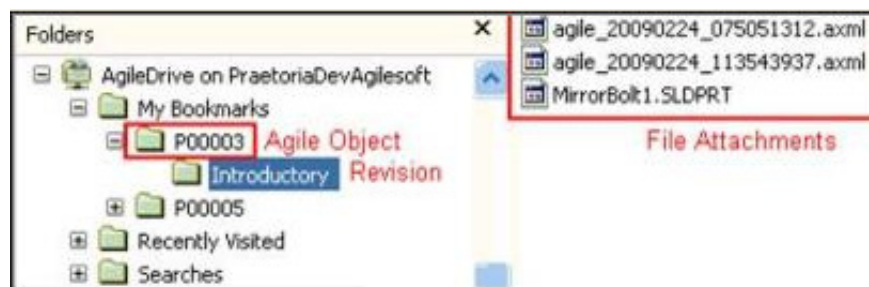 Folders
AgileDrive on PraetoriaDevAgilesoft
My Bookmarks
P00003 Agile Object
Introductory Revision
P00005
Recently Visited
Searches
agile_20090224_075051312.axml
agile_20090224_113543937.axml
MirrorBolt1.SLDPRT
File Attachments